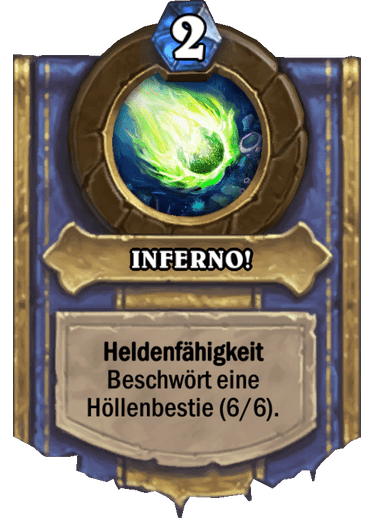 2
INFERNO!
Heldenfähigkeit
Beschwört eine
Höllenbestie (6/6).